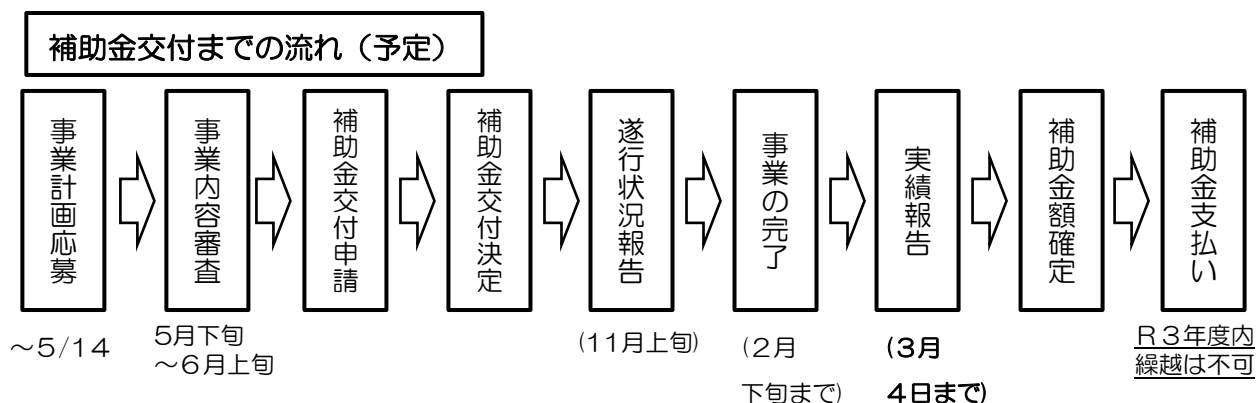 補助金交付までの流れ（予定）
事業計画応募
事業内容審査
補助金交付申請
補助金交付決定
遂行状況報告
事業の完了
実績報告
補助金額確定
補助金支払い
～5/14
5月下旬
～6月上旬
(11月上旬)
(2月
下旬まで)
(3月
4日まで)
R3年度内
繰越は不可